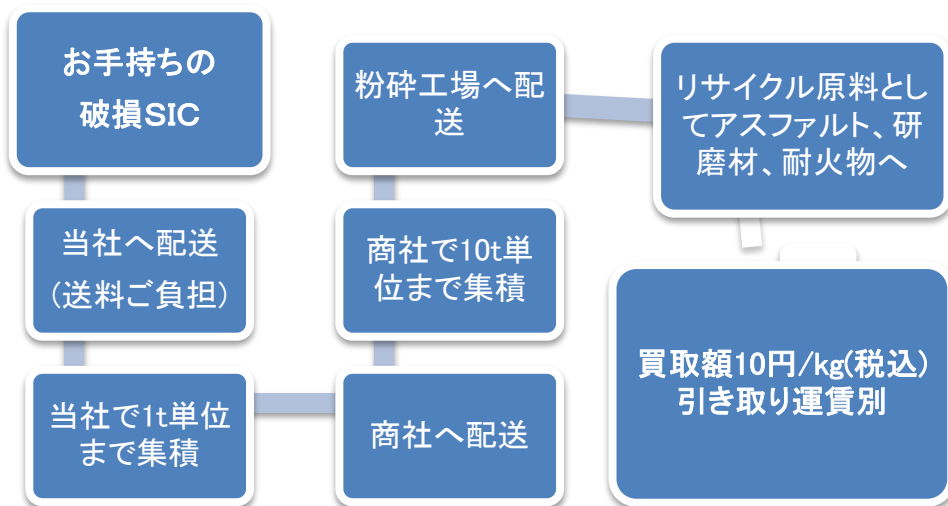 お手持ちの
破損SIC
当社へ配送
(送料ご負担)
当社で1t単位
まで集積
商社へ配送
商社で10t単
位まで集積
粉砕工場へ配
送
リサイクル原料とし
てアスファルト、研
磨材、耐火物へ
買取額10円/kg(税込)
引き取り運賃別